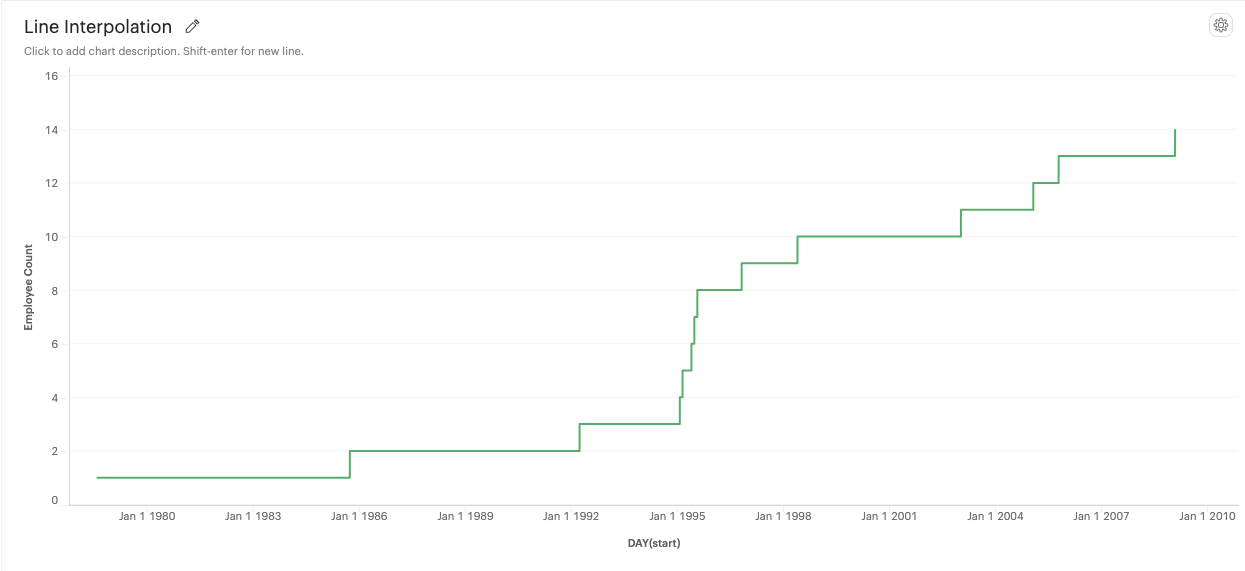 Line Interpolation
Click to add chart description. Shift-enter for new line.
16
14
12
10
8
6
4
2
0
Employee Count
Jan 1 1980 Jan 1 1983 Jan 1 1986 Jan 1 1989 Jan 1 1992 Jan 1 1995 Jan 1 1998 Jan 1 2001 Jan 1 2004 Jan 1 2007 Jan 1 2010
DAY(start)